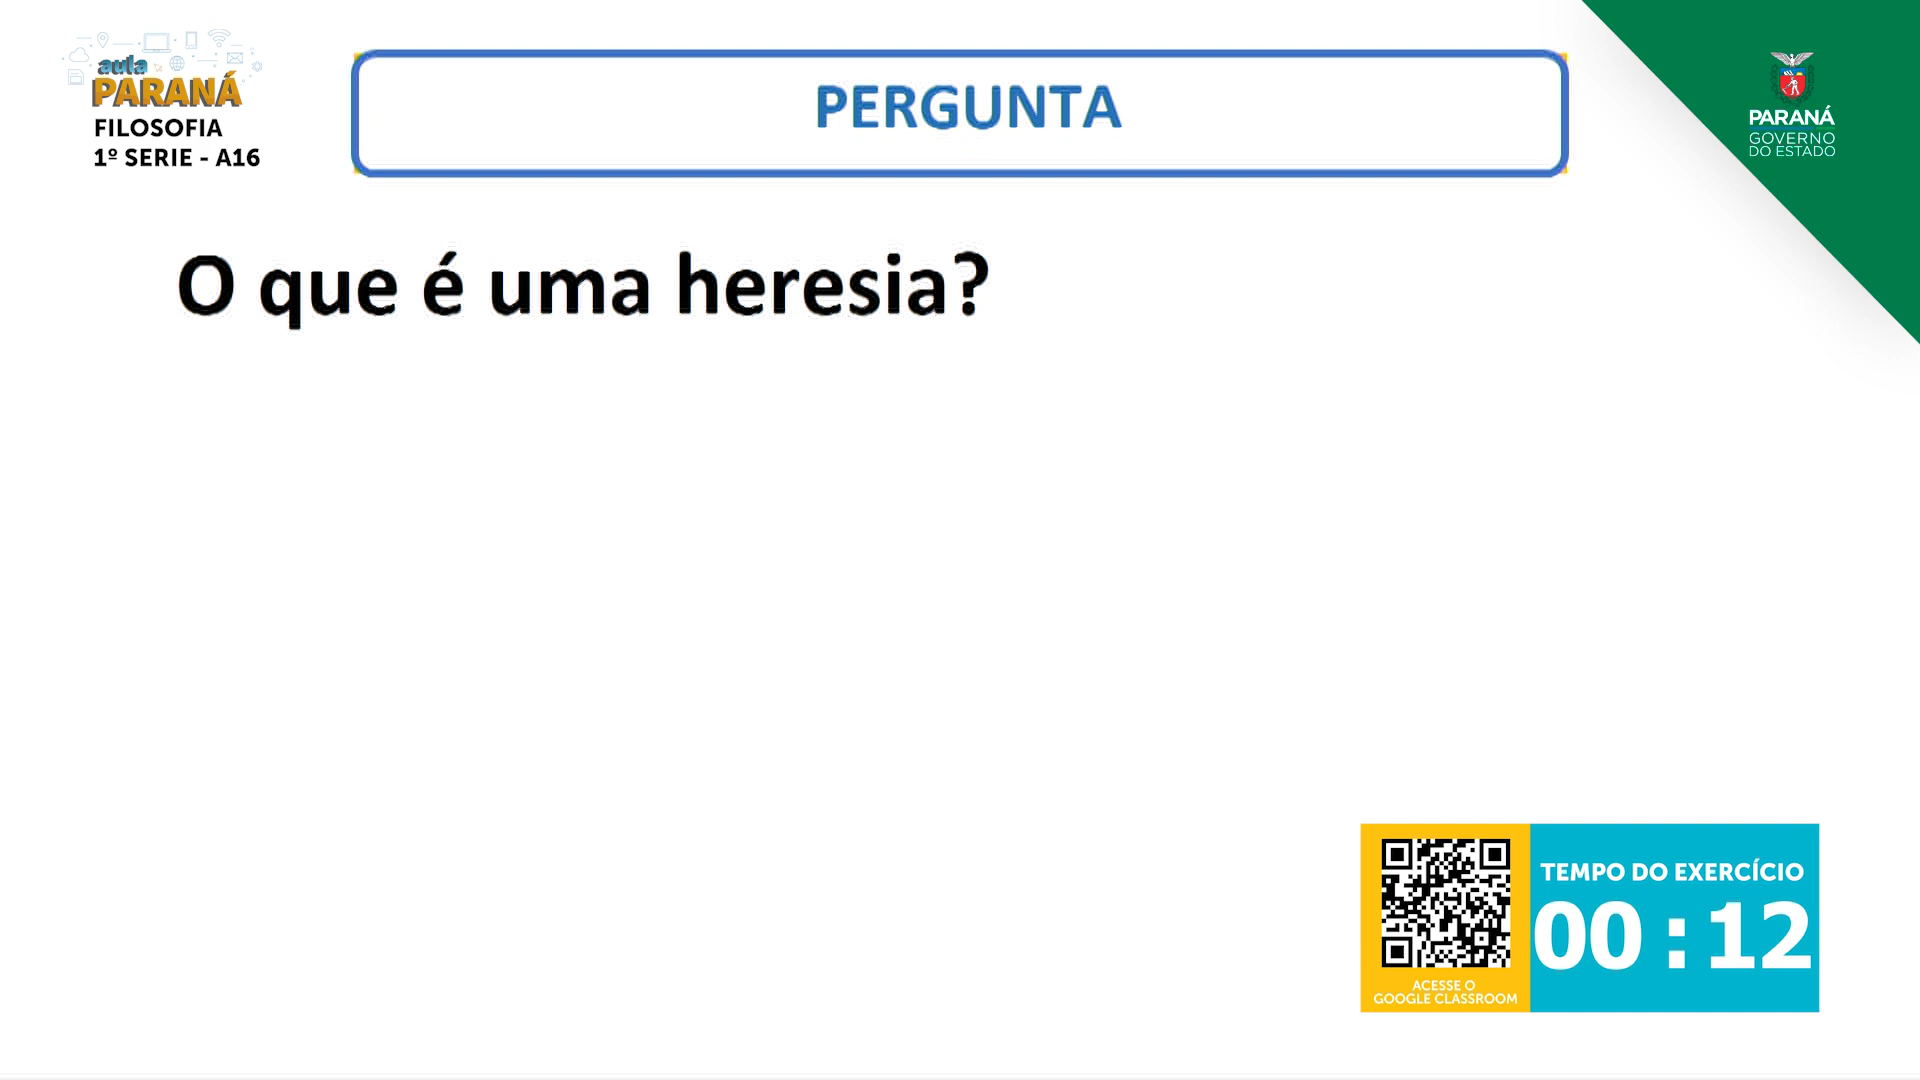 aula
PARANÁ
FILOSOFIA
1º SERIE - A16
PERGUNTA
PARANÁ
GOVERNO
DO ESTADO
O que é uma heresia?
TEMPO DO EXERCÍCIO
00 : 12
ACESSE O
GOOGLE CLASSROOM